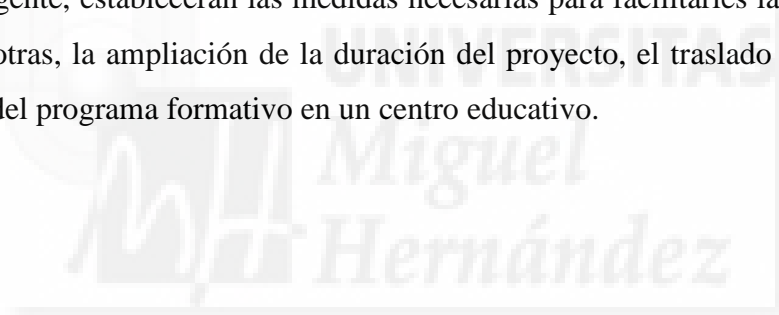 gente, establecerán las medidas necesarias para facilitarles la
otras, la ampliación de la duración del proyecto, el traslado
del programa formativo en un centro educativo.
UNIVERSITAS
Miguel
Hernández